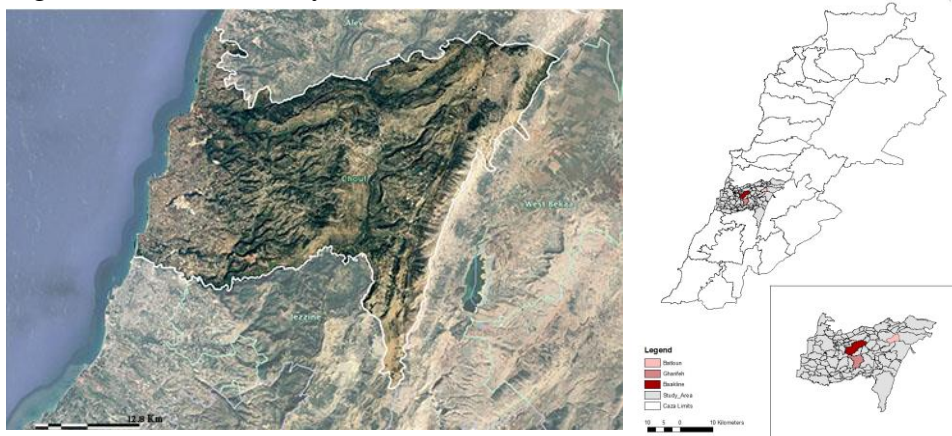 Aley
Chouf
West Bekaa
Jezzine
12.8 Km
Legend
Batloun
Gharifeh
Baakline
Study_Area
Caza Limits
10 5 0 10 Kilometers